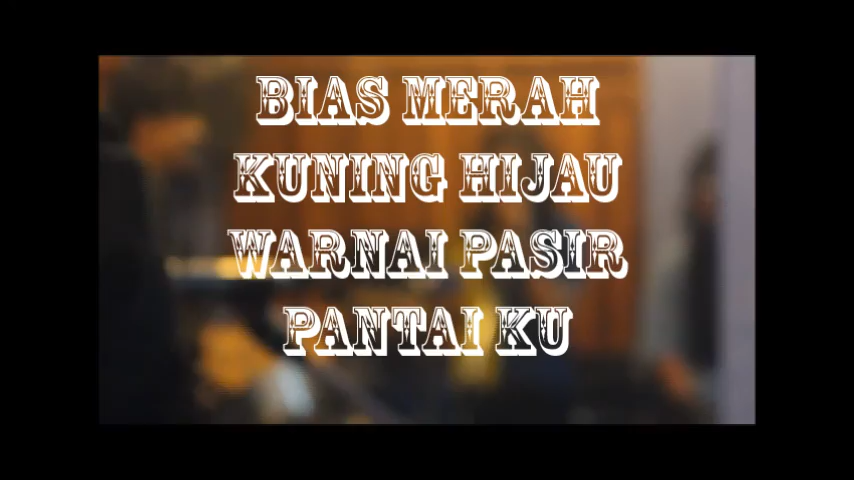 BIAS MERAH
KUNING HIJAU
WARNAI PASIR
PANTAI KU